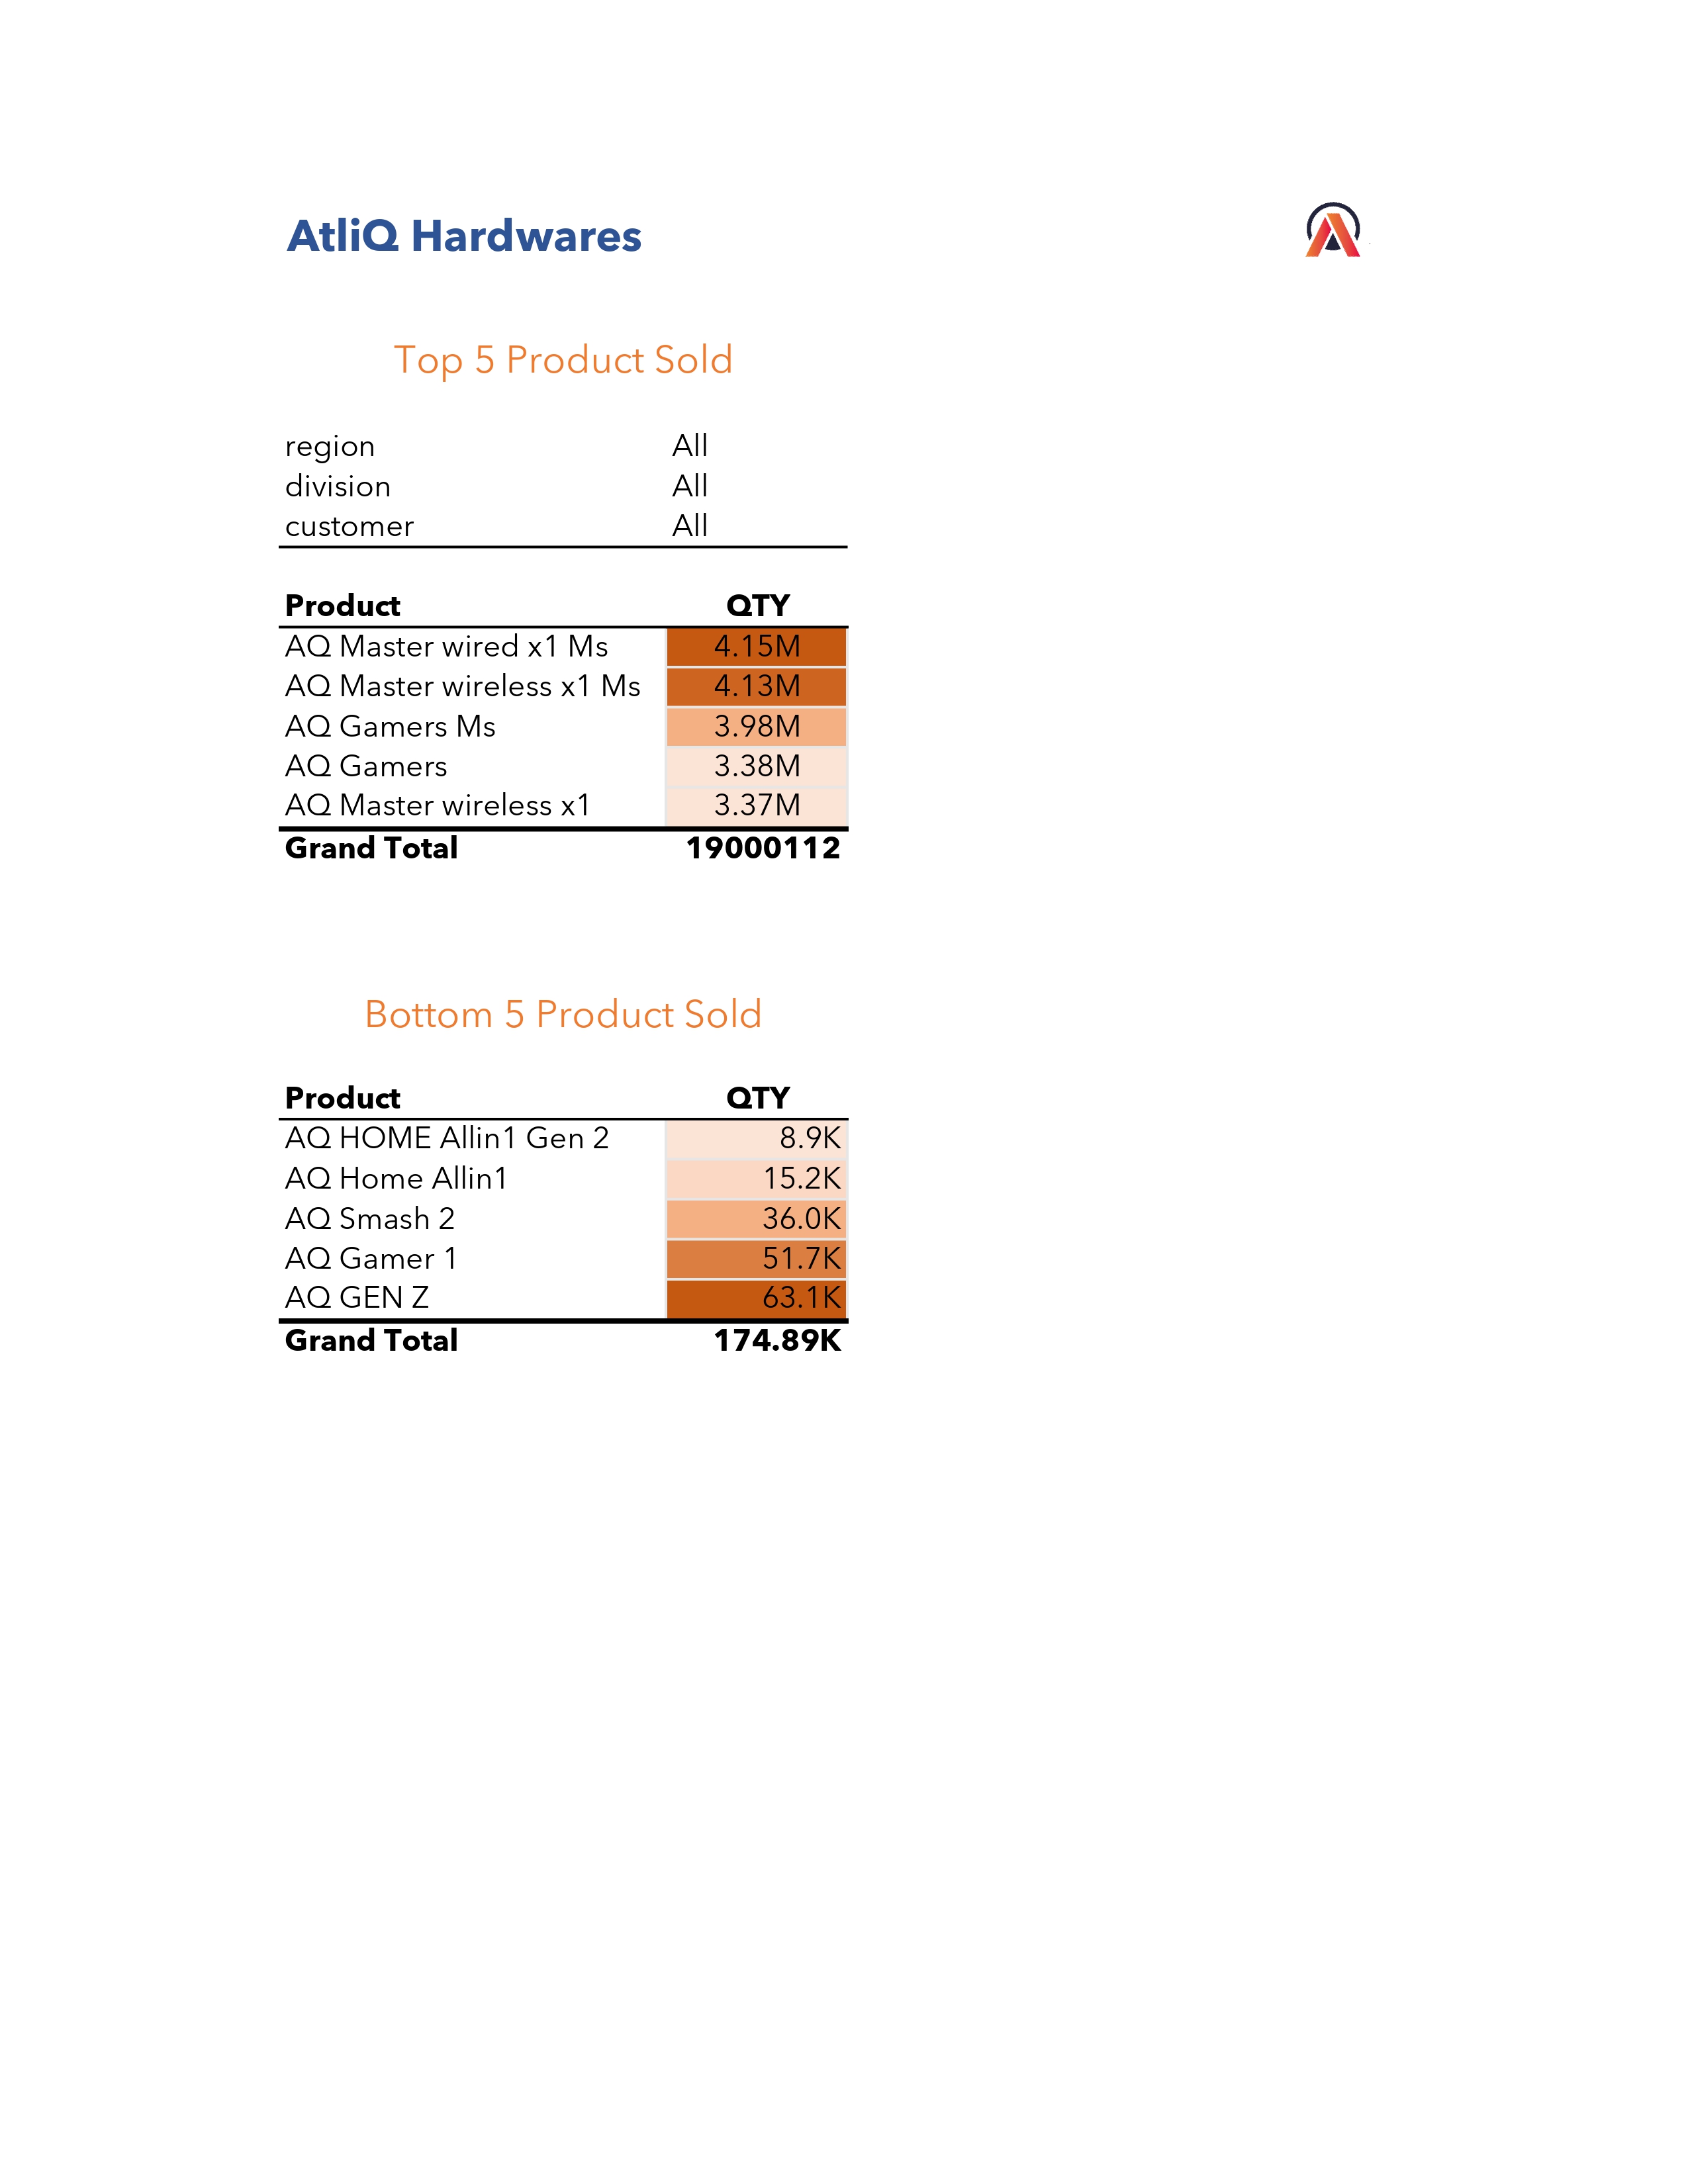 AtliQ Hardwares
Top 5 Product Sold
region All
division All
customer All
Product QTY
AQ Master wired x1 Ms 4.15M
AQ Master wireless x1 Ms 4.13M
AQ Gamers Ms 3.98M
AQ Gamers 3.38M
AQ Master wireless x1 3.37M
Grand Total 19000112
Bottom 5 Product Sold
Product QTY
AQ HOME Allin1 Gen 2 8.9K
AQ Home Allin1 15.2K
AQ Smash 2 36.0K
AQ Gamer 1 51.7K
AQ GEN Z 63.1K
Grand Total 174.89K